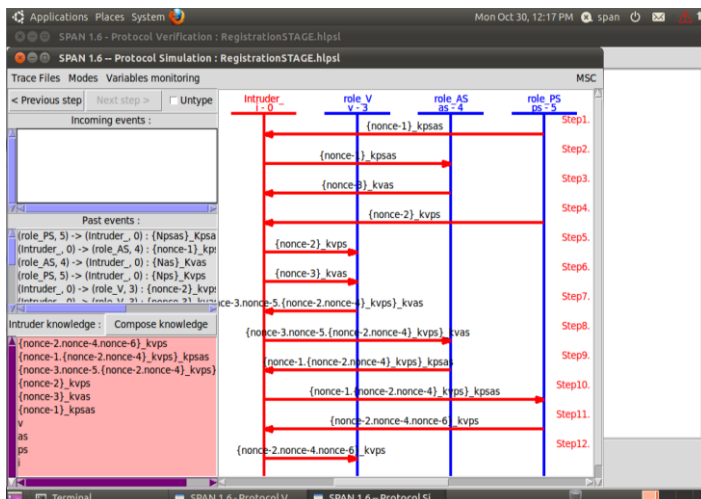 Applications Places System
Mon Oct 30, 12:17 PM span
SPAN 1.6 - Protocol Verification : RegistrationSTAGE.hlpsl
SPAN 1.6 -- Protocol Simulation : RegistrationSTAGE.hlpsl
Trace Files Modes Variables monitoring MSC
< Previous step Next step > Untype
Incoming events :
Past events :
(role_PS, 5) -> (Intruder_, 0) : {Npsas}_Kpsa
(Intruder_, 0) -> (role_AS, 4) : {nonce-1}_kp
(role_AS, 4) -> (Intruder_, 0) : {Nas}_Kvas
(role_PS, 5) -> (Intruder_, 0) : {Nps}_Kvps
(Intruder_, 0) -> (role_V, 3) : {nonce-2}_kvp
Intruder knowledge : Compose knowledge
{nonce-2.nonce-4.nonce-6}_kvps
{nonce-1.{nonce-2.nonce-4}_kvps}_kpsas
{nonce-3.nonce-5.{nonce-2.nonce-4}_kvps}
{nonce-2}_kvps
{nonce-3}_kvas
{nonce-1}_kpsas
v
as
ps
i
Intruder_ role_V role_AS role_PS
i - 0 v - 3 as - 4 ps - 5
Step1.
{nonce-1}_kpsas
Step2.
{nonce-1}_kpsas
Step3.
{nonce-3}_kvas
Step4.
{nonce-2}_kvps
Step5.
{nonce-2}_kvps
Step6.
{nonce-3}_kvas
Step7.
ce-3.nonce-5.{nonce-2.nonce-4}_kvps}_kvas
Step8.
{nonce-3.nonce-5.{nonce-2.nonce-4}_kvps}_kvas
Step9.
{nonce-1.{nonce-2.nonce-4}_kvps}_kpsas
Step10.
{nonce-1.{nonce-2.nonce-4}_kvps}_kpsas
Step11.
{nonce-2.nonce-4.nonce-6}_kvps
Step12.
{nonce-2.nonce-4.nonce-6}_kvps
Terminal SPAN 1.6 - Protocol V... SPAN 1.6 -- Protocol Si...